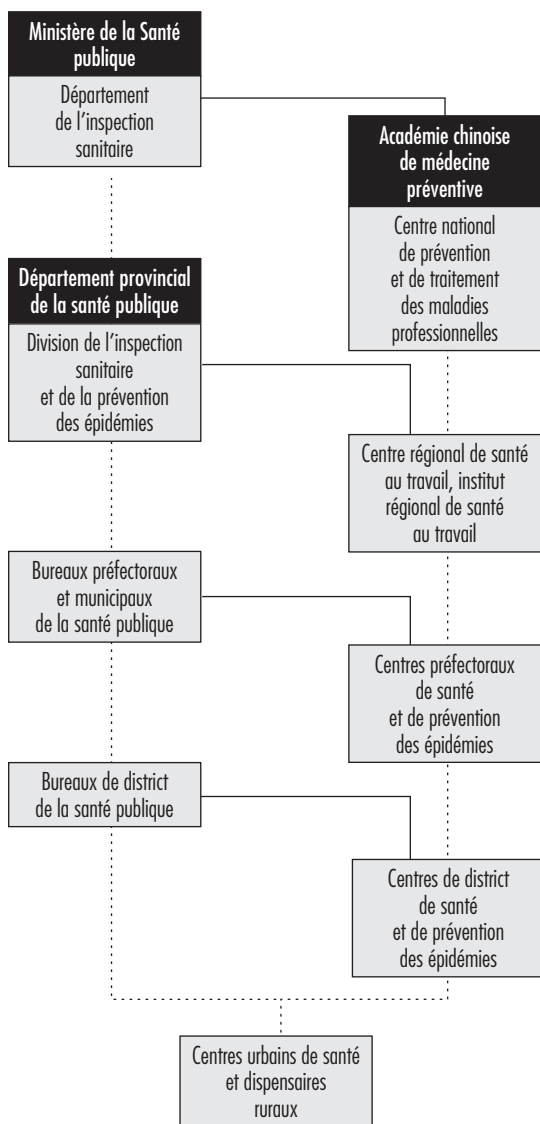 Ministère de la Santé
publique
Département
de l’inspection
sanitaire
Académie chinoise
de médecine
préventive
Centre national
de prévention
et de traitement
des maladies
professionnelles
Département provincial
de la santé publique
Division de l’inspection
sanitaire
et de la prévention
des épidémies
Centre régional de santé
au travail, institut
régional de santé
au travail
Bureaux préfectoraux
et municipaux
de la santé publique
Centres préfectoraux
de santé
et de prévention
des épidémies
Bureaux de district
de la santé publique
Centres de district
de santé
et de prévention
des épidémies
Centres urbains de santé
et dispensaires
ruraux